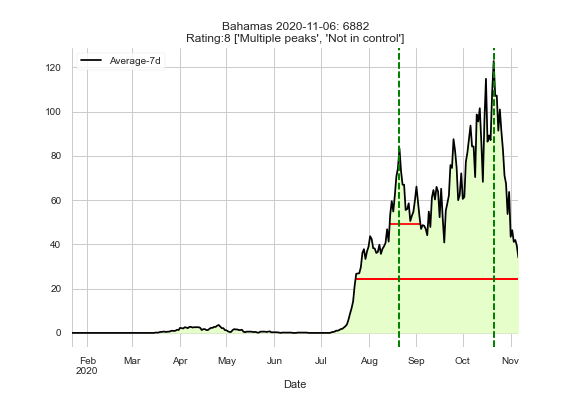 Bahamas 2020-11-06: 6882
Rating:8 ['Multiple peaks', 'Not in control']
Average-7d
120
100
80
60
40
20
0
Feb Mar Apr May Jun Jul Aug Sep Oct Nov
2020
Date